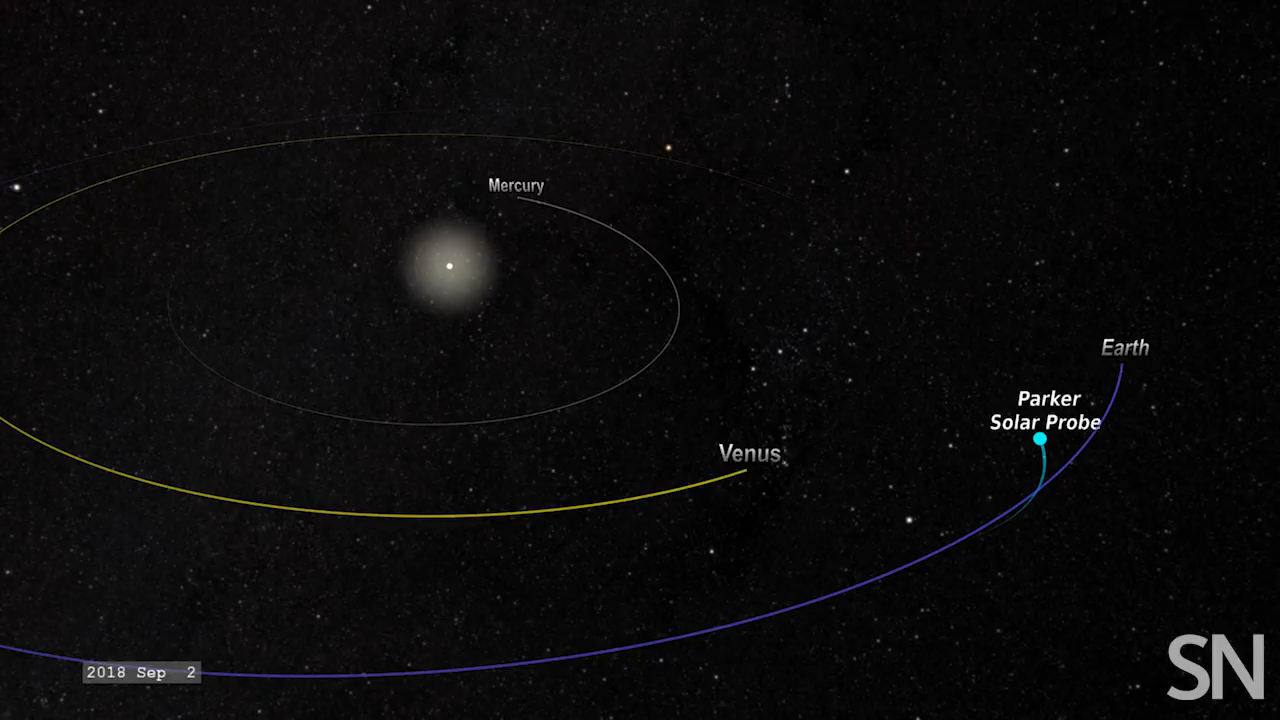 Mercury
Earth
Parker
Solar Probe
Venus
2018 Sep 2
SN